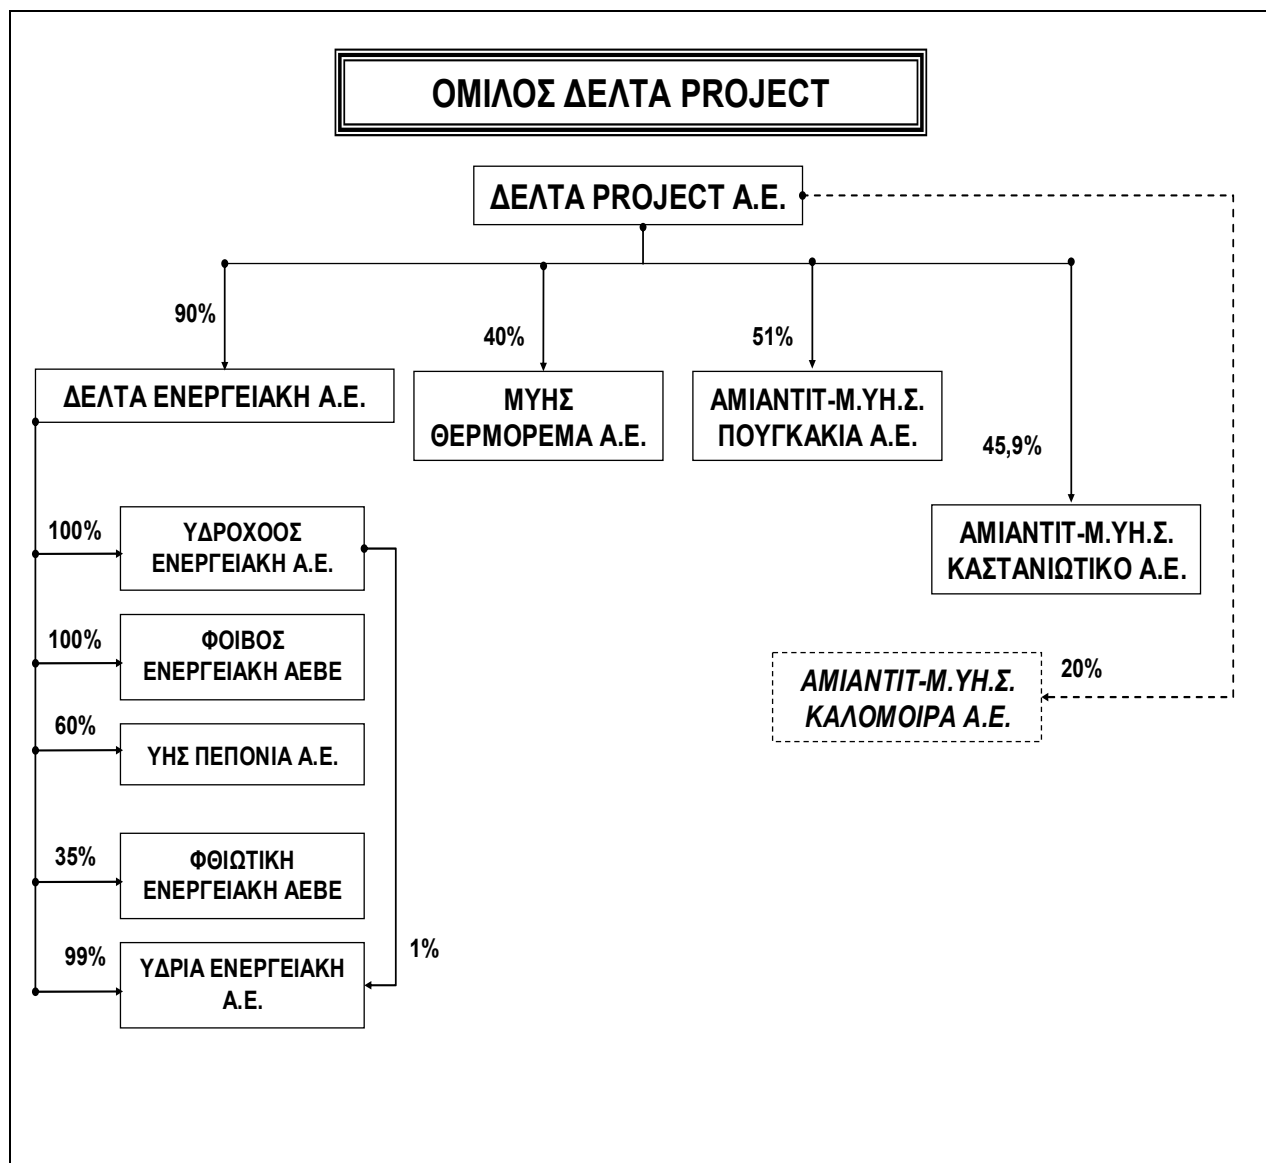 ΟΜΙΛΟΣ ΔΕΛΤΑ PROJECT
ΔΕΛΤΑ PROJECT Α.Ε.
90%
40%
51%
45,9%
ΔΕΛΤΑ ΕΝΕΡΓΕΙΑΚΗ Α.Ε.
ΜΥΗΣ
ΘΕΡΜΟΡΕΜΑ Α.Ε.
ΑΜΙΑΝΤΙΤ-Μ.ΥΗ.Σ.
ΠΟΥΓΚΑΚΙΑ Α.Ε.
ΑΜΙΑΝΤΙΤ-Μ.ΥΗ.Σ.
ΚΑΣΤΑΝΙΩΤΙΚΟ Α.Ε.
ΑΜΙΑΝΤΙΤ-Μ.ΥΗ.Σ.
ΚΑΛΟΜΟΙΡΑ Α.Ε.
20%
100%
ΥΔΡΟΧΟΟΣ
ΕΝΕΡΓΕΙΑΚΗ Α.Ε.
100%
ΦΟΙΒΟΣ
ΕΝΕΡΓΕΙΑΚΗ ΑΕΒΕ
60%
ΥΗΣ ΠΕΠΟΝΙΑ Α.Ε.
35%
ΦΘΙΩΤΙΚΗ
ΕΝΕΡΓΕΙΑΚΗ ΑΕΒΕ
99%
ΥΔΡΙΑ ΕΝΕΡΓΕΙΑΚΗ
Α.Ε.
1%